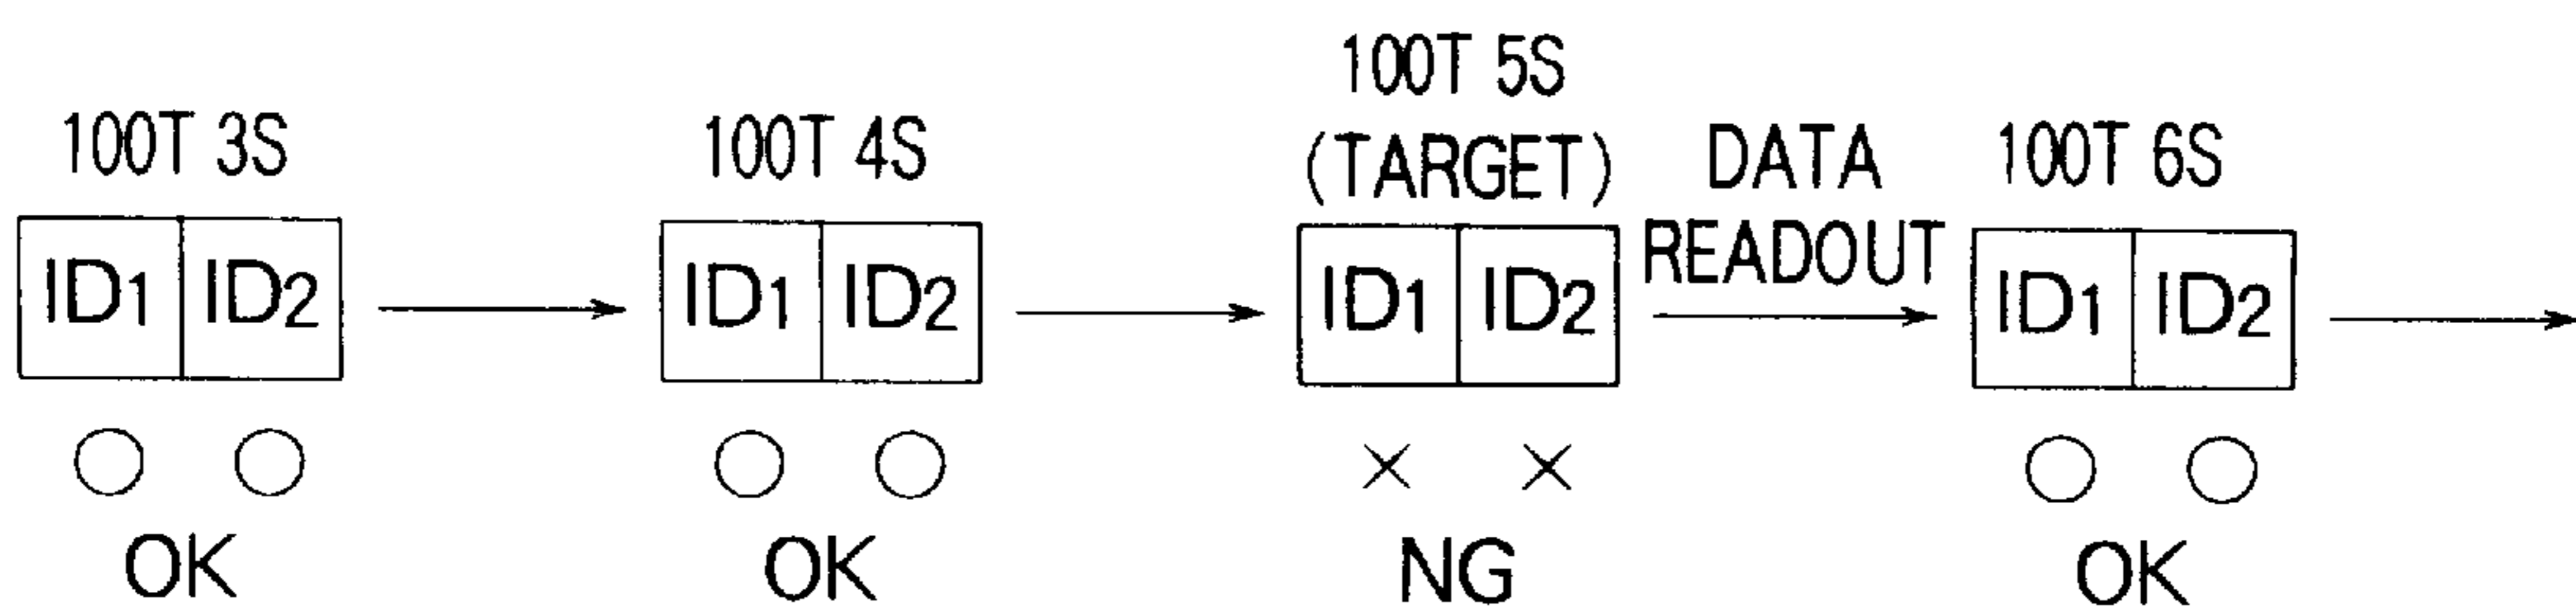 100T 3S
ID1 ID2
○ ○
OK
100T 4S
ID1 ID2
○ ○
OK
100T 5S
(TARGET)
ID1 ID2
× ×
NG
DATA
READOUT
100T 6S
ID1 ID2
○ ○
OK